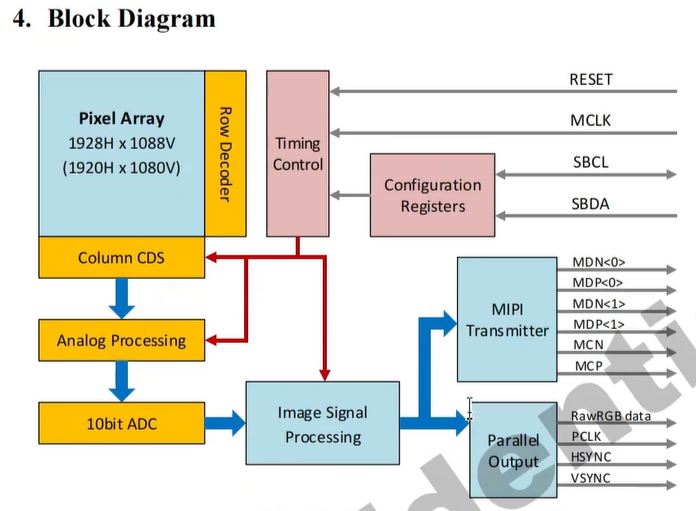 4. Block Diagram
Pixel Array
1928H x 1088V
(1920H x 1080V)
Row Decoder
Timing
Control
RESET
MCLK
SBCL
SBDA
Configuration
Registers
Column CDS
Analog Processing
10bit ADC
Image Signal
Processing
MIPI
Transmitter
MDN<0>
MDP<0>
MDN<1>
MDP<1>
MCN
MCP
Parallel
Output
RawRGB data
PCLK
HSYNC
VSYNC
denti